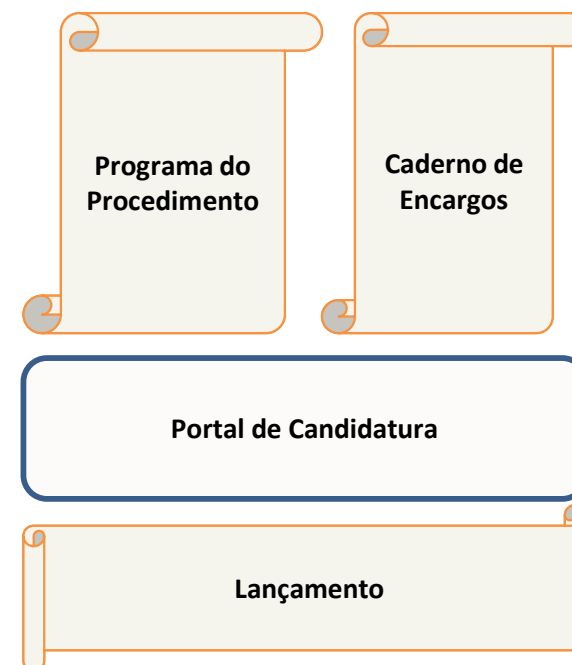 Programa do
Procedimento
Caderno de
Encargos
Portal de Candidatura
Lançamento